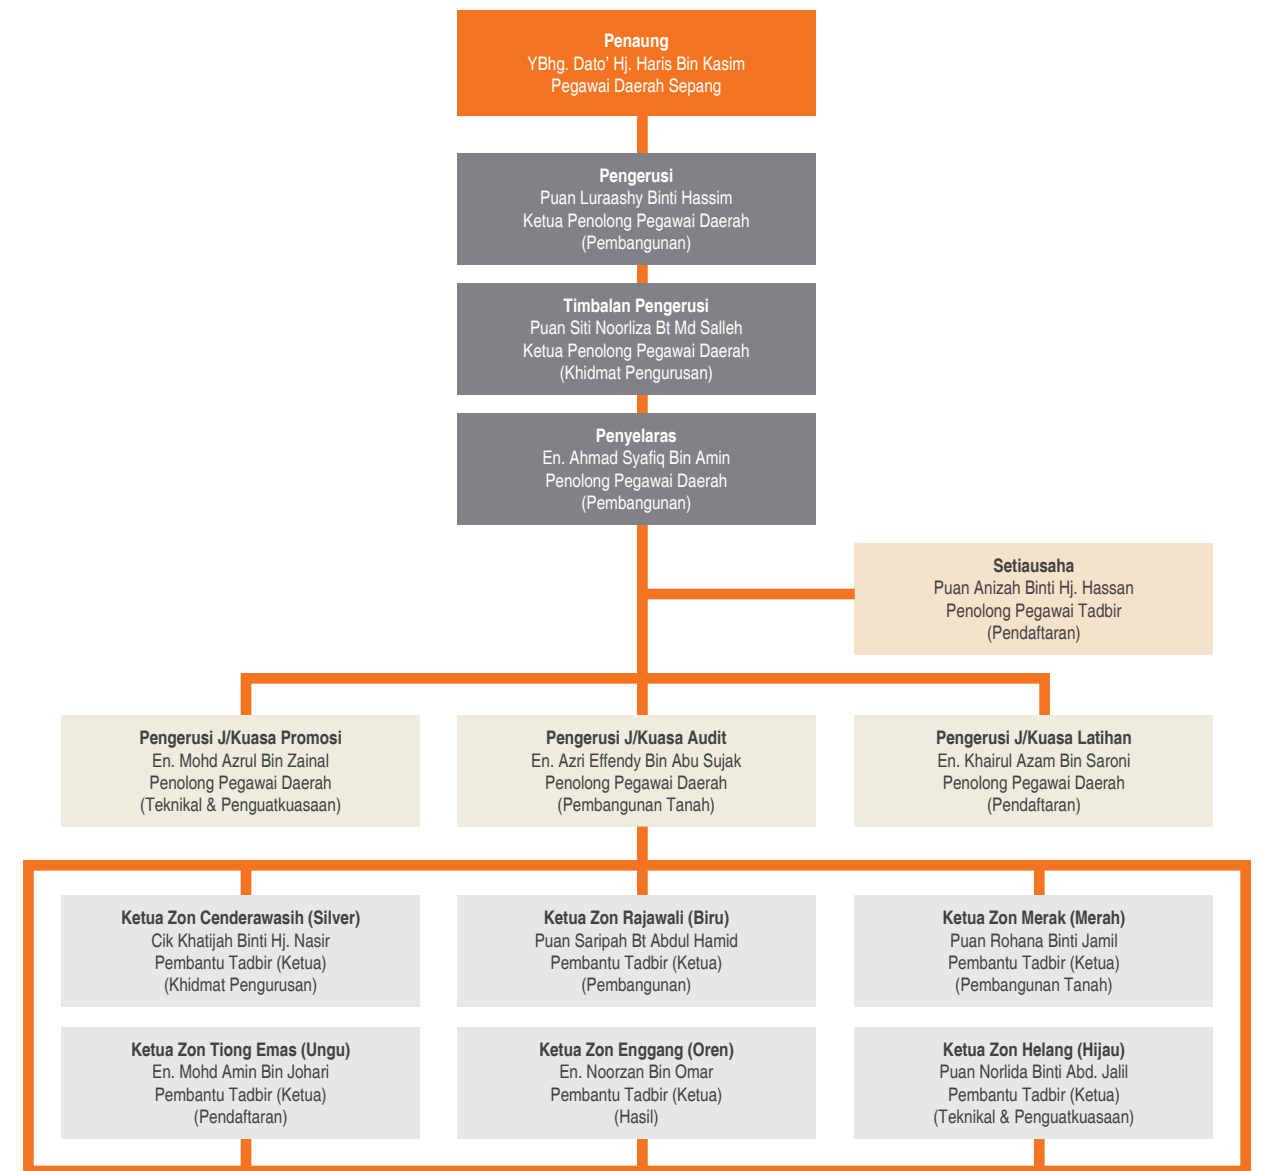 Penaung
YBhg. Dato’ Hj. Haris Bin Kasim
Pegawai Daerah Sepang
Pengerusi
Puan Luraashy Binti Hassim
Ketua Penolong Pegawai Daerah
(Pembangunan)
Timbalan Pengerusi
Puan Siti Noorliza Bt Md Salleh
Ketua Penolong Pegawai Daerah
(Khidmat Pengurusan)
Penyelaras
En. Ahmad Syafiq Bin Amin
Penolong Pegawai Daerah
(Pembangunan)
Setiausaha
Puan Anizah Binti Hj. Hassan
Penolong Pegawai Tadbir
(Pendaftaran)
Pengerusi J/Kuasa Promosi
En. Mohd Azrul Bin Zainal
Penolong Pegawai Daerah
(Teknikal & Penguatkuasaan)
Pengerusi J/Kuasa Audit
En. Azri Effendy Bin Abu Sujak
Penolong Pegawai Daerah
(Pembangunan Tanah)
Pengerusi J/Kuasa Latihan
En. Khairul Azam Bin Saroni
Penolong Pegawai Daerah
(Pendaftaran)
Ketua Zon Cenderawasih (Silver)
Cik Khatijah Binti Hj. Nasir
Pembantu Tadbir (Ketua)
(Khidmat Pengurusan)
Ketua Zon Rajawali (Biru)
Puan Saripah Bt Abdul Hamid
Pembantu Tadbir (Ketua)
(Pembangunan)
Ketua Zon Merak (Merah)
Puan Rohana Binti Jamil
Pembantu Tadbir (Ketua)
(Pembangunan Tanah)
Ketua Zon Tiong Emas (Ungu)
En. Mohd Amin Bin Johari
Pembantu Tadbir (Ketua)
(Pendaftaran)
Ketua Zon Enggang (Oren)
En. Noorzan Bin Omar
Pembantu Tadbir (Ketua)
(Hasil)
Ketua Zon Helang (Hijau)
Puan Norlida Binti Abd. Jalil
Pembantu Tadbir (Ketua)
(Teknikal & Penguatkuasaan)